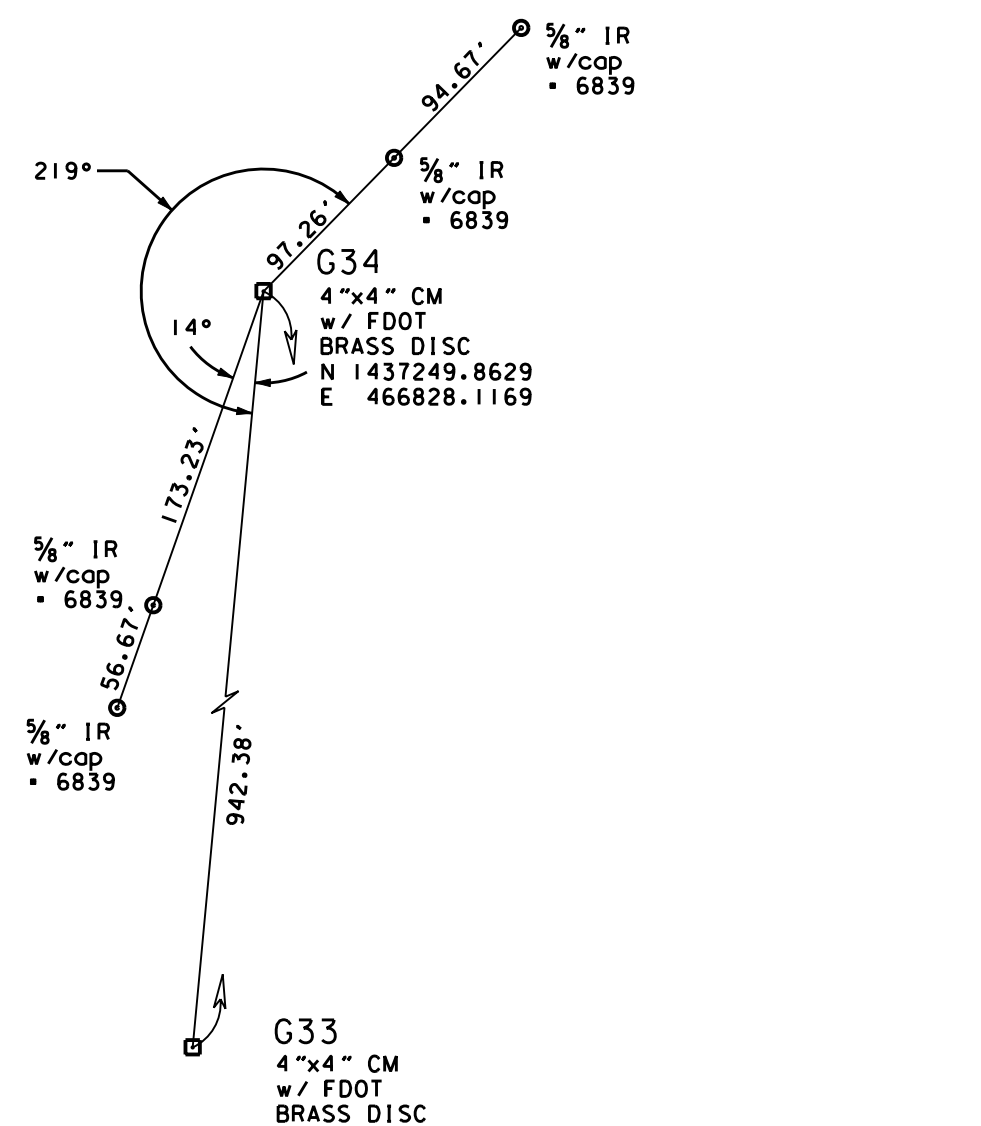 94.67'
⅝" IR
w/cap
▪ 6839
219°
⅝" IR
w/cap
▪ 6839
97.26'
G34
4"x4" CM
w/ FDOT
BRASS DISC
N 1437249.8629
E 466828.1169
14°
173.23'
⅝" IR
w/cap
▪ 6839
56.67'
⅝" IR
w/cap
▪ 6839
942.38'
G33
4"x4" CM
w/ FDOT
BRASS DISC